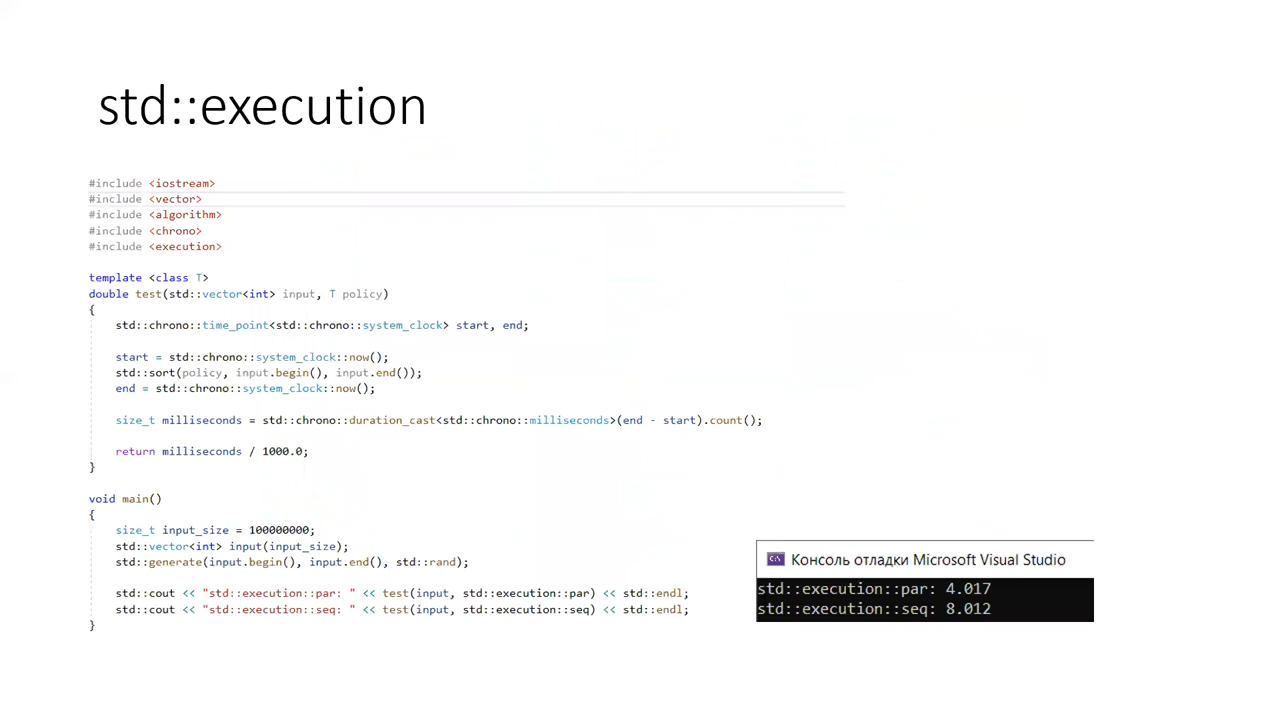 std::execution
#include <iostream>
#include <vector>
#include <algorithm>
#include <chrono>
#include <execution>
template <class T>
double test(std::vector<int> input, T policy)
{
std::chrono::time_point<std::chrono::system_clock> start, end;
start = std::chrono::system_clock::now();
std::sort(policy, input.begin(), input.end());
end = std::chrono::system_clock::now();
size_t milliseconds = std::chrono::duration_cast<std::chrono::milliseconds>(end - start).count();
return milliseconds / 1000.0;
}
void main()
{
size_t input_size = 100000000;
std::vector<int> input(input_size);
std::generate(input.begin(), input.end(), std::rand);
std::cout << "std::execution::par: " << test(input, std::execution::par) << std::endl;
std::cout << "std::execution::seq: " << test(input, std::execution::seq) << std::endl;
}
Консоль отладки Microsoft Visual Studio
std::execution::par: 4.017
std::execution::seq: 8.012